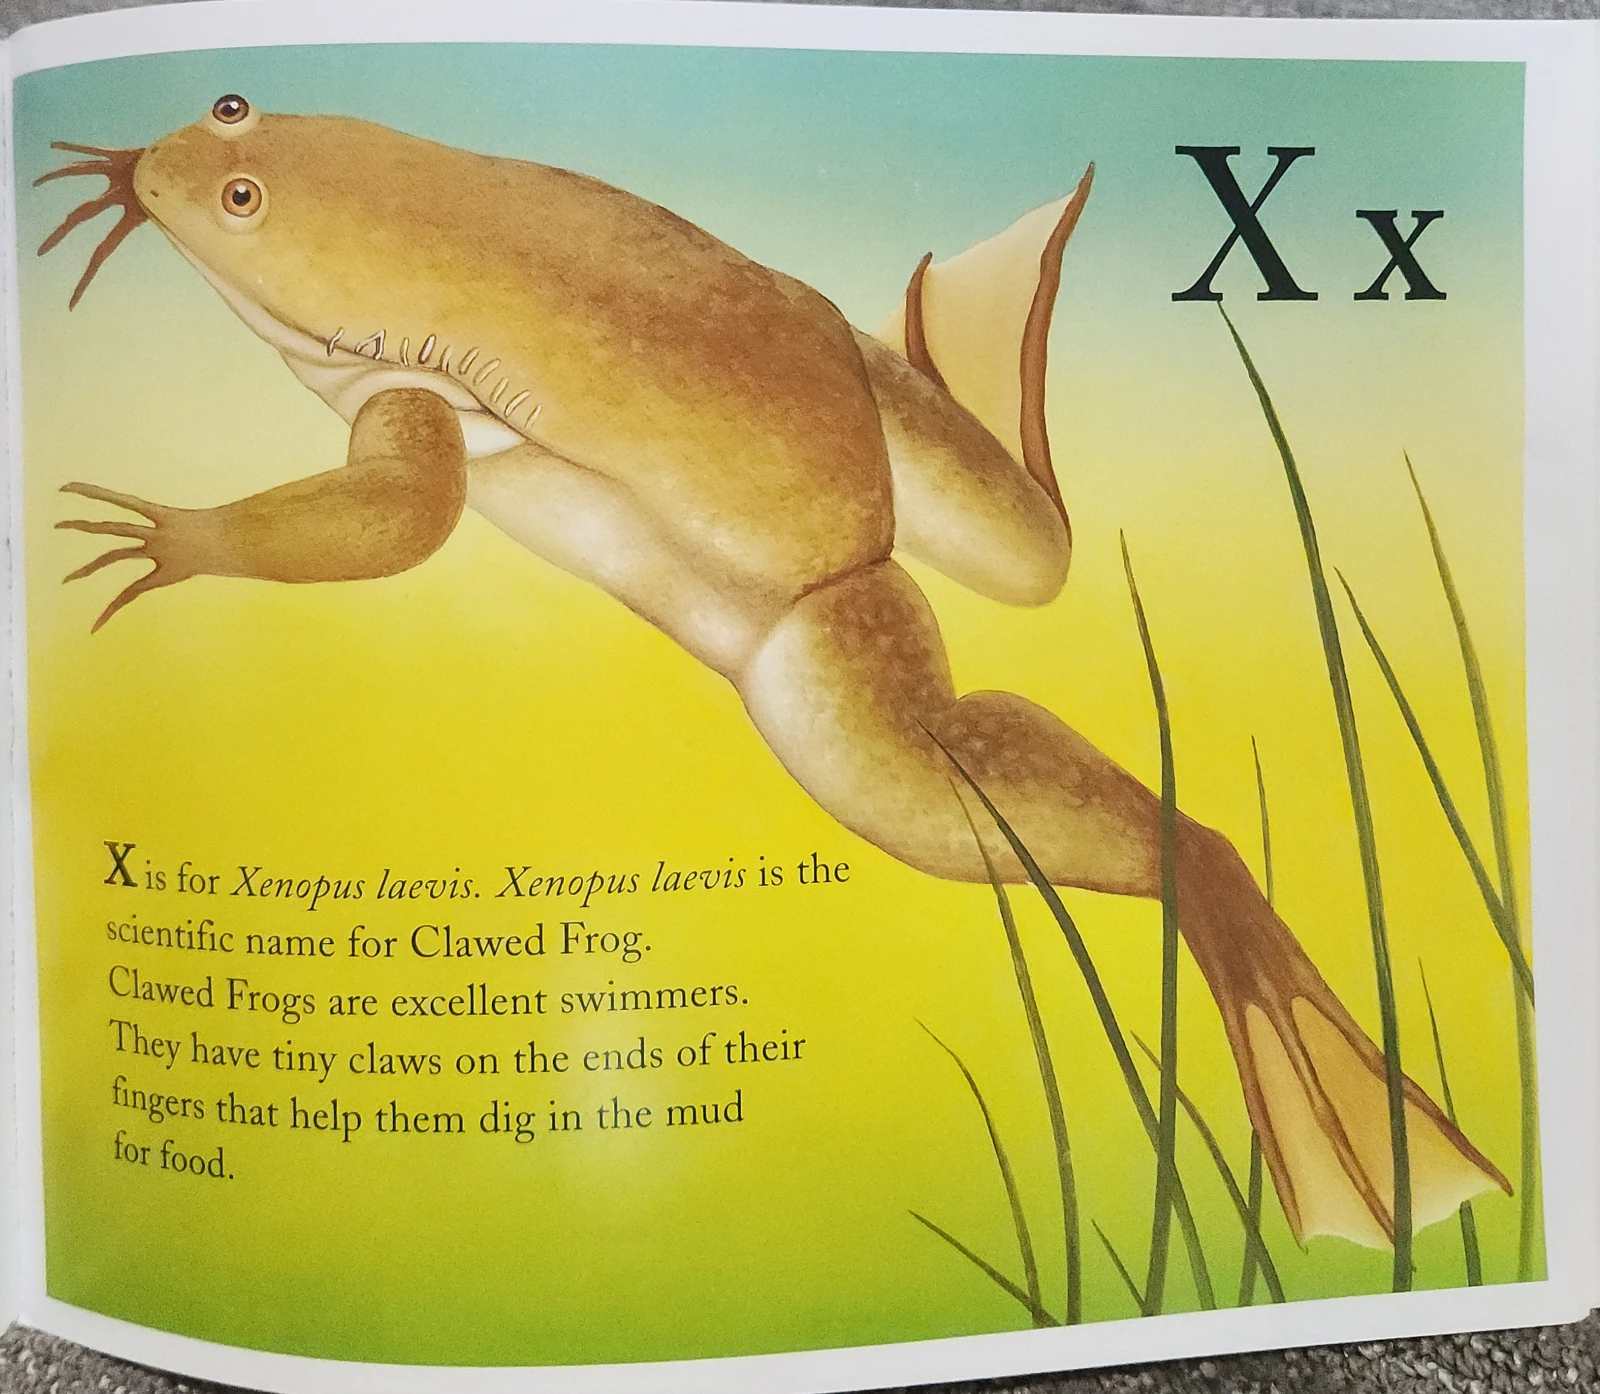 X x
X is for Xenopus laevis. Xenopus laevis is the
scientific name for Clawed Frog.
Clawed Frogs are excellent swimmers.
They have tiny claws on the ends of their
fingers that help them dig in the mud
for food.